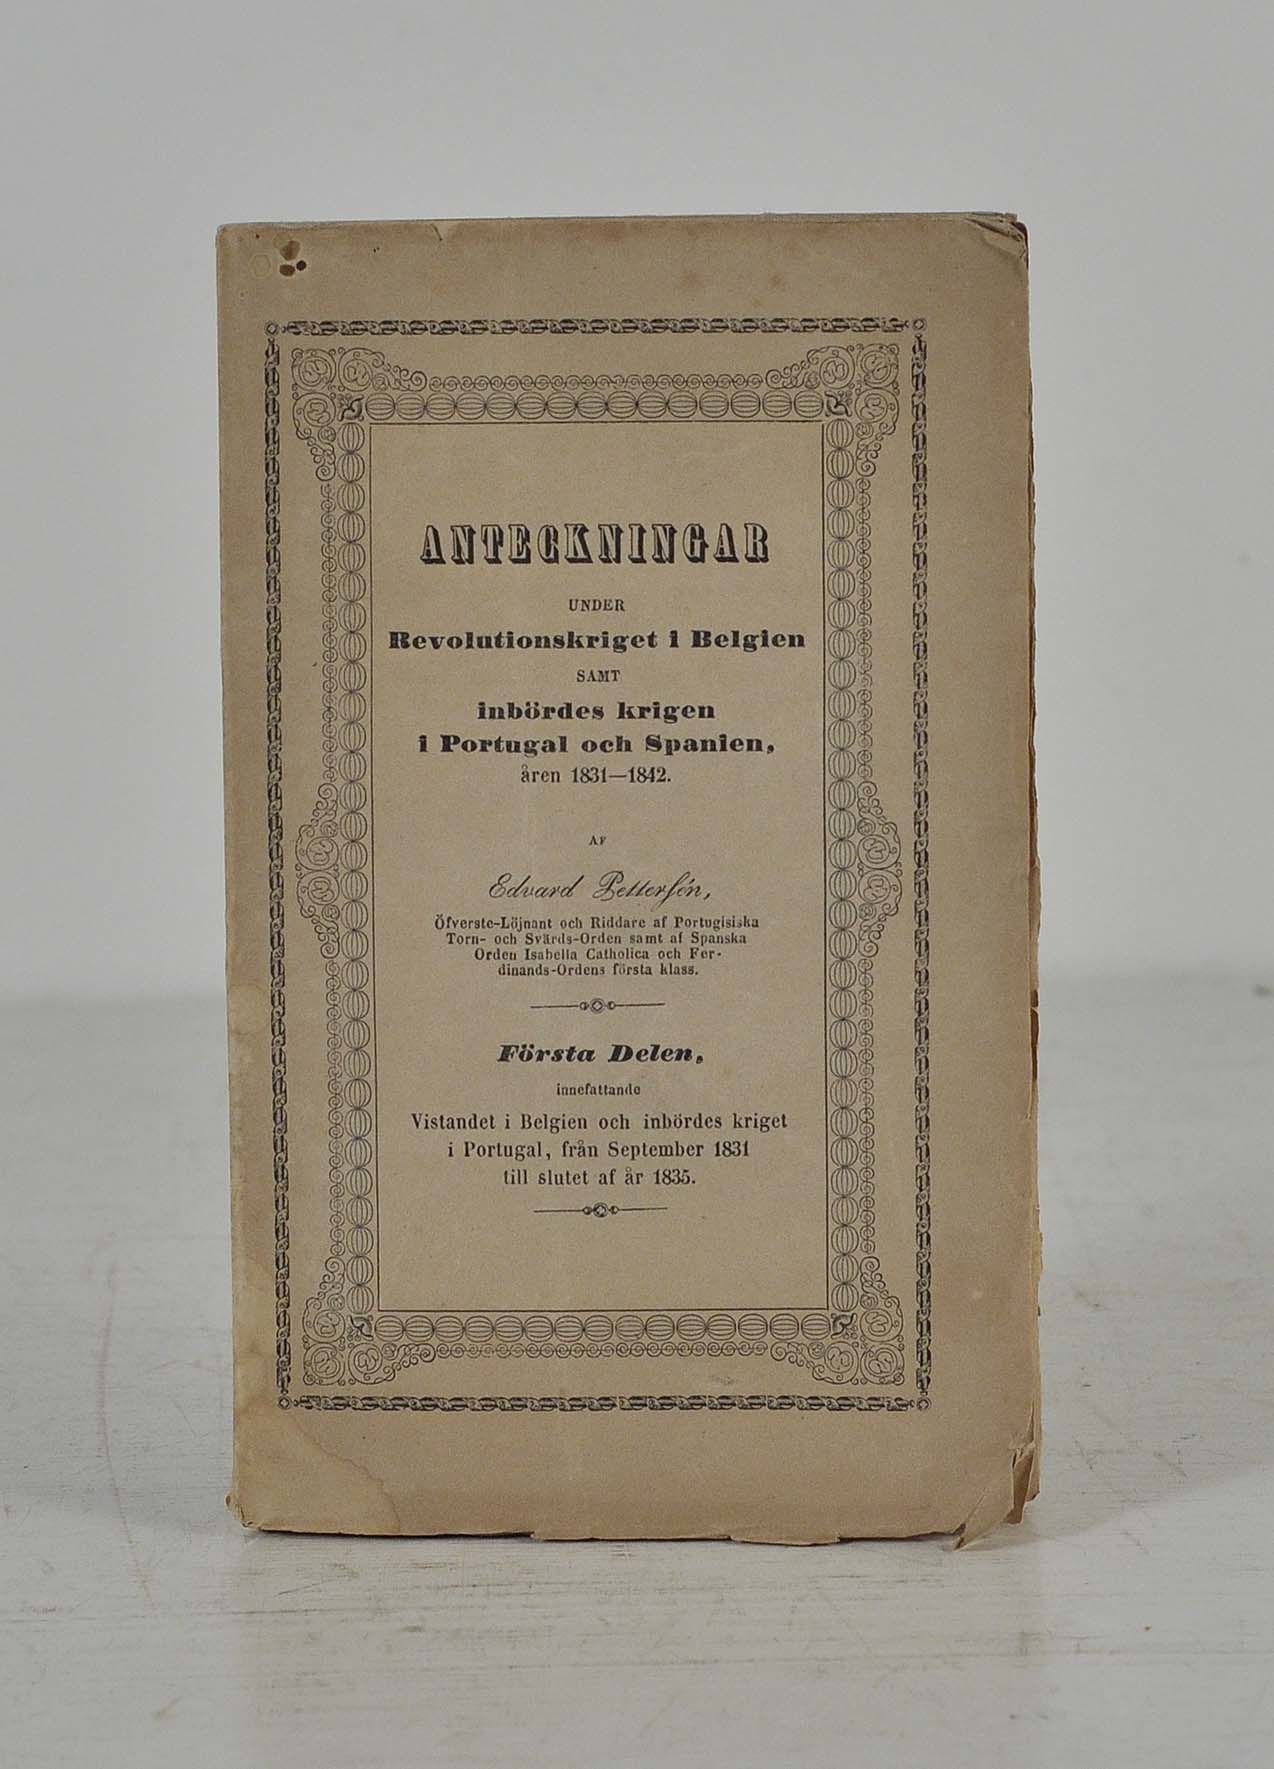 ANTECKNINGAR
UNDER
Revolutionskriget i Belgien
SAMT
inbördes krigen
i Portugal och Spanien,
åren 1831—1842.
AF
Edvard Petterſén,
Öfverste-Löjnant och Riddare af Portugisiska
Torn- och Svärds-Orden samt af Spanska
Orden Isabella Catholica och Fer-
dinands-Ordens första klass.
Första Delen,
innefattande
Vistandet i Belgien och inbördes kriget
i Portugal, från September 1831
till slutet af år 1835.